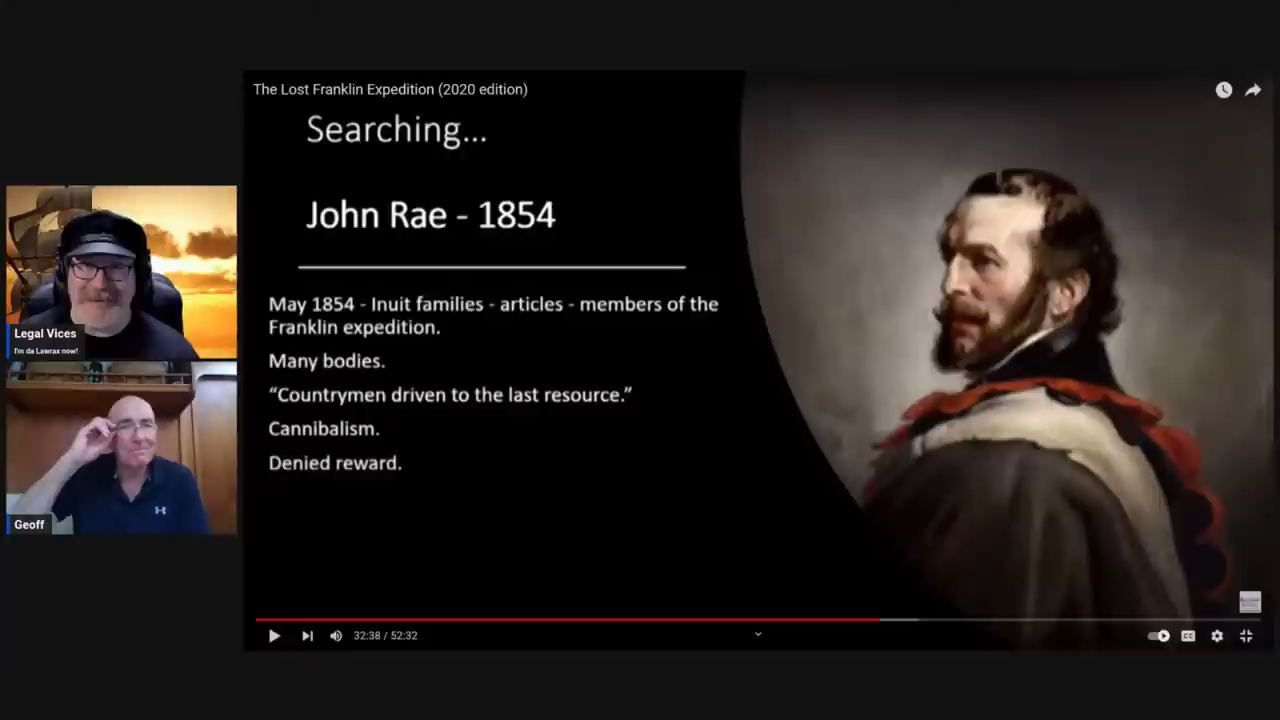 The Lost Franklin Expedition (2020 edition)
Searching...
John Rae - 1854
May 1854 - Inuit families - articles - members of the
Franklin expedition.
Many bodies.
“Countrymen driven to the last resource.”
Cannibalism.
Denied reward.
Legal Vices
I'm da Lawrax now!
Geoff
32:38 / 52:32
CC